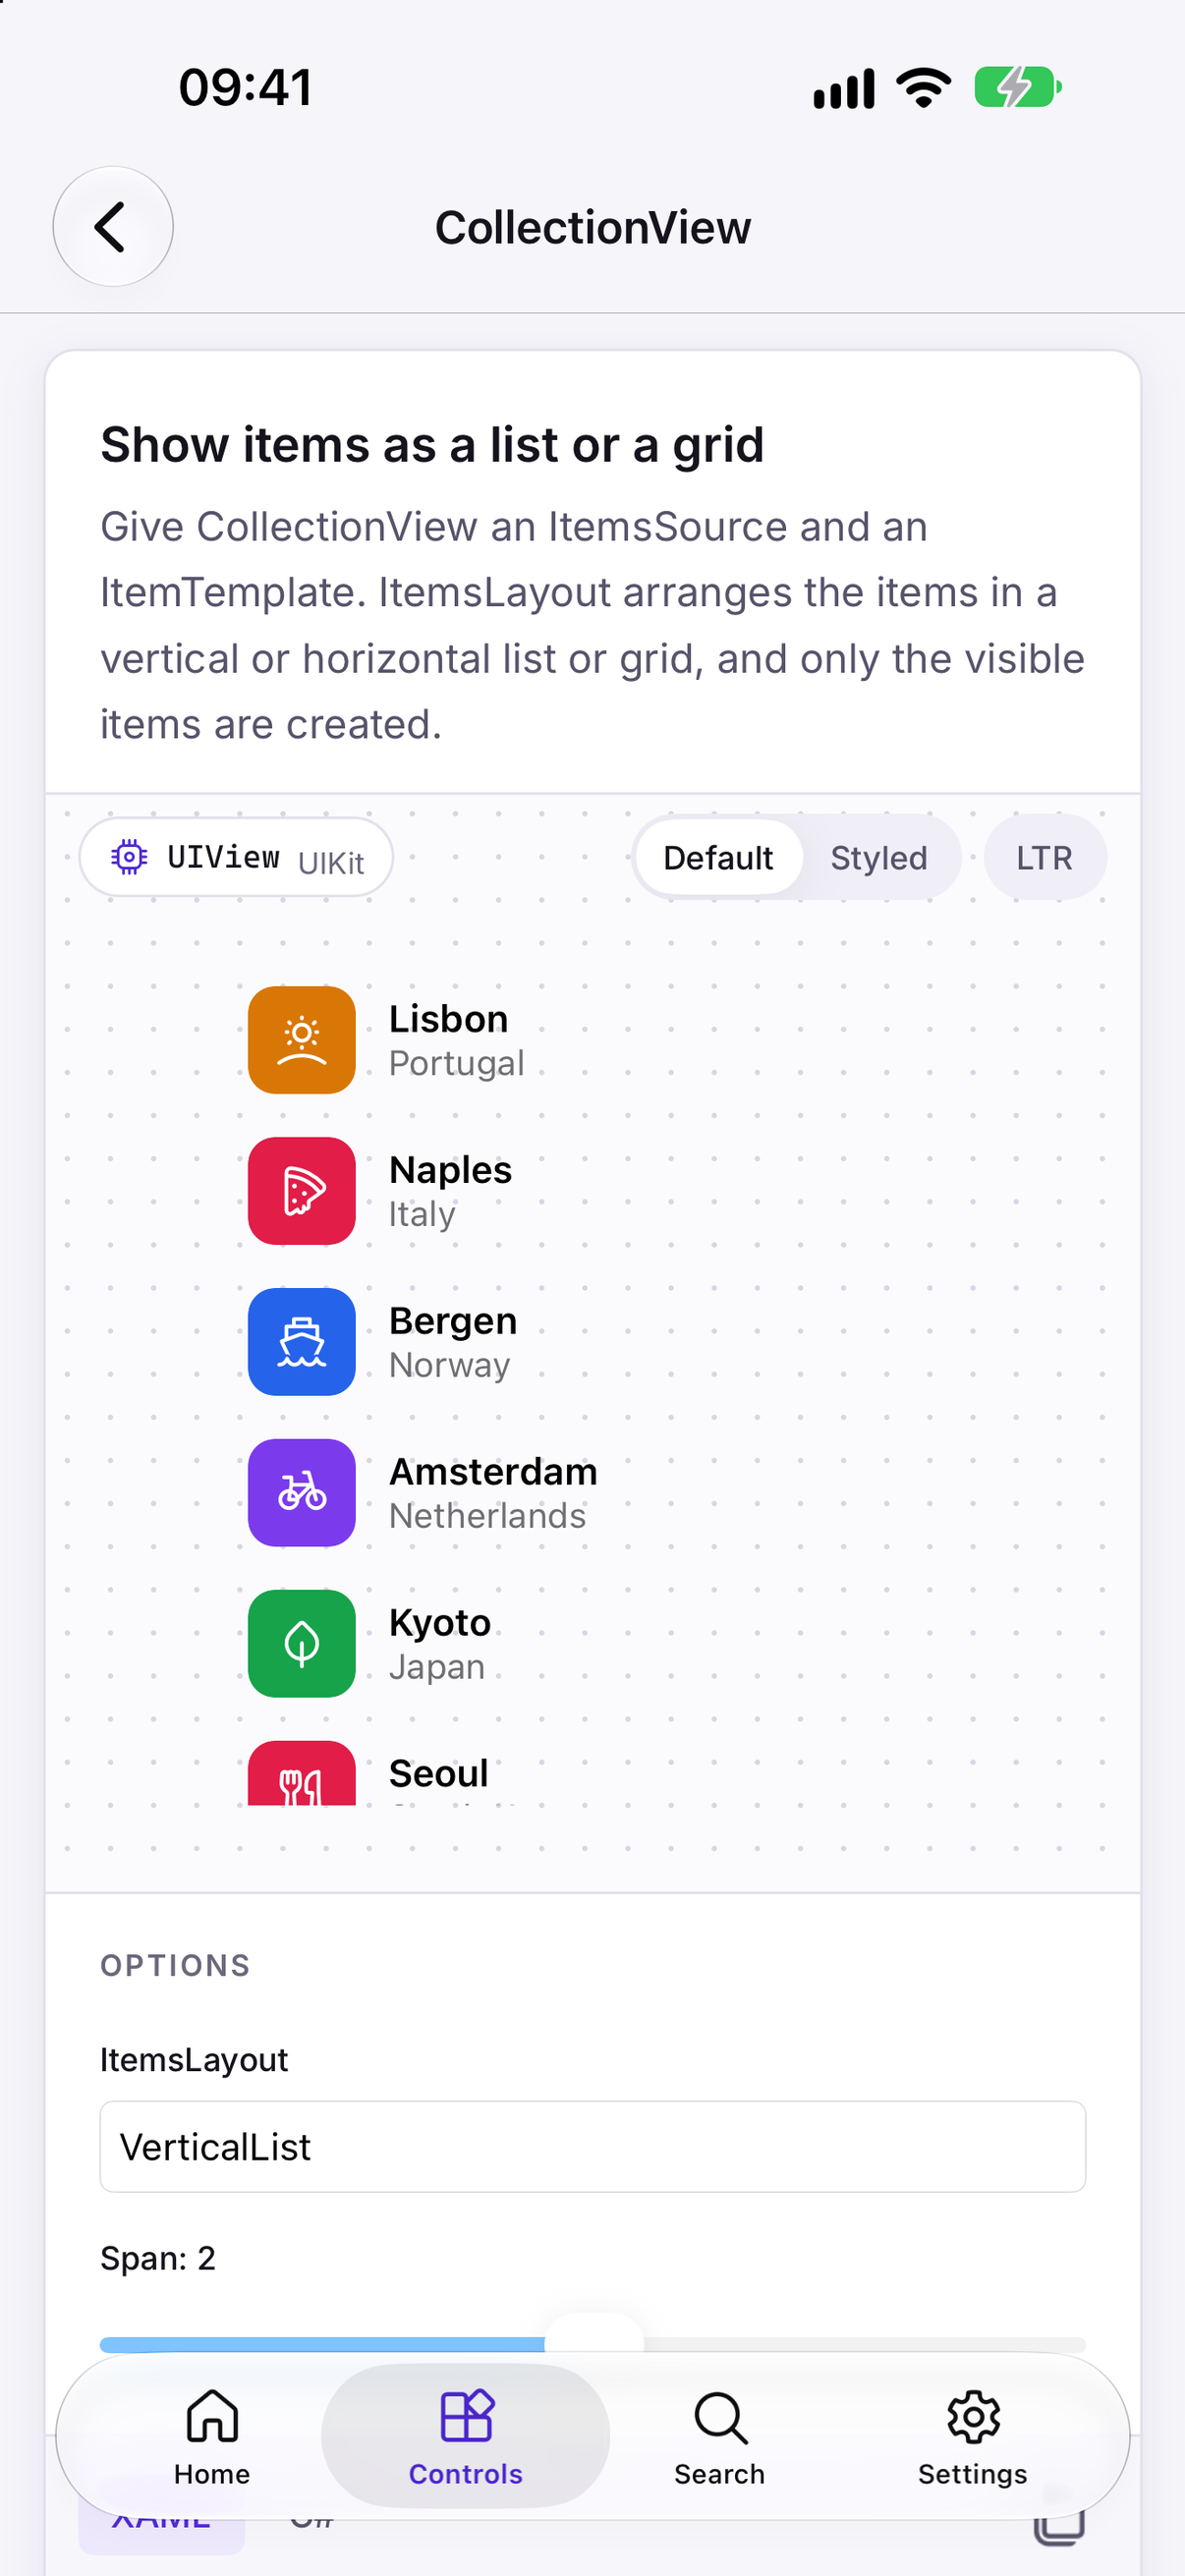 09:41
CollectionView
Show items as a list or a grid
Give CollectionView an ItemsSource and an
ItemTemplate. ItemsLayout arranges the items in a
vertical or horizontal list or grid, and only the visible
items are created.
UIView UIKit
Default Styled LTR
Lisbon
Portugal
Naples
Italy
Bergen
Norway
Amsterdam
Netherlands
Kyoto
Japan
Seoul
OPTIONS
ItemsLayout
VerticalList
Span: 2
Home Controls Search Settings
XAML C#